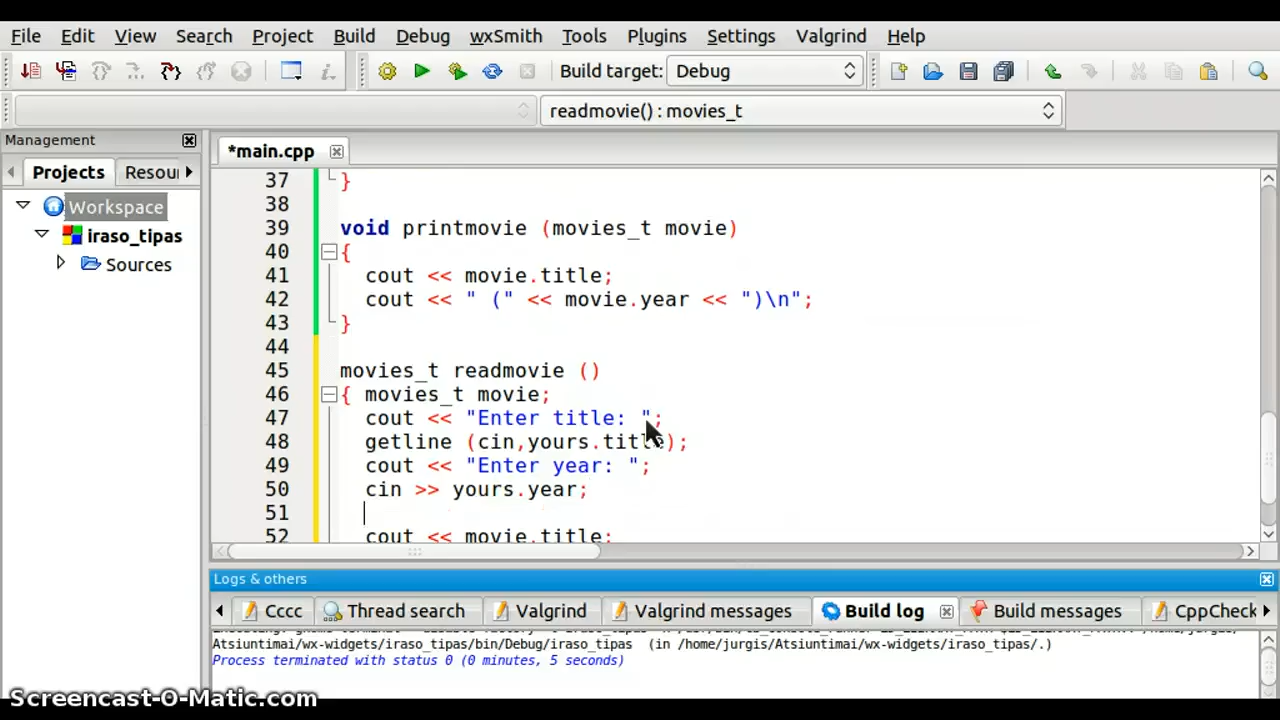 File Edit View Search Project Build Debug wxSmith Tools Plugins Settings Valgrind Help
Build target: Debug
readmovie() : movies_t
Management
Projects Resou
Workspace
iraso_tipas
Sources
*main.cpp
37 }
38
39 void printmovie (movies_t movie)
40 {
41 cout << movie.title;
42 cout << " (" << movie.year << ")\n";
43 }
44
45 movies_t readmovie ()
46 { movies_t movie;
47 cout << "Enter title: ";
48 getline (cin,yours.title);
49 cout << "Enter year: ";
50 cin >> yours.year;
51
52 cout << movie.title;
Logs & others
Cccc Thread search Valgrind Valgrind messages Build log Build messages CppCheck
Atsiuntimai/wx-widgets/iraso_tipas/bin/Debug/iraso_tipas (in /home/jurgis/Atsiuntimai/wx-widgets/iraso_tipas/.)
Process terminated with status 0 (0 minutes, 5 seconds)
Screencast-O-Matic.com